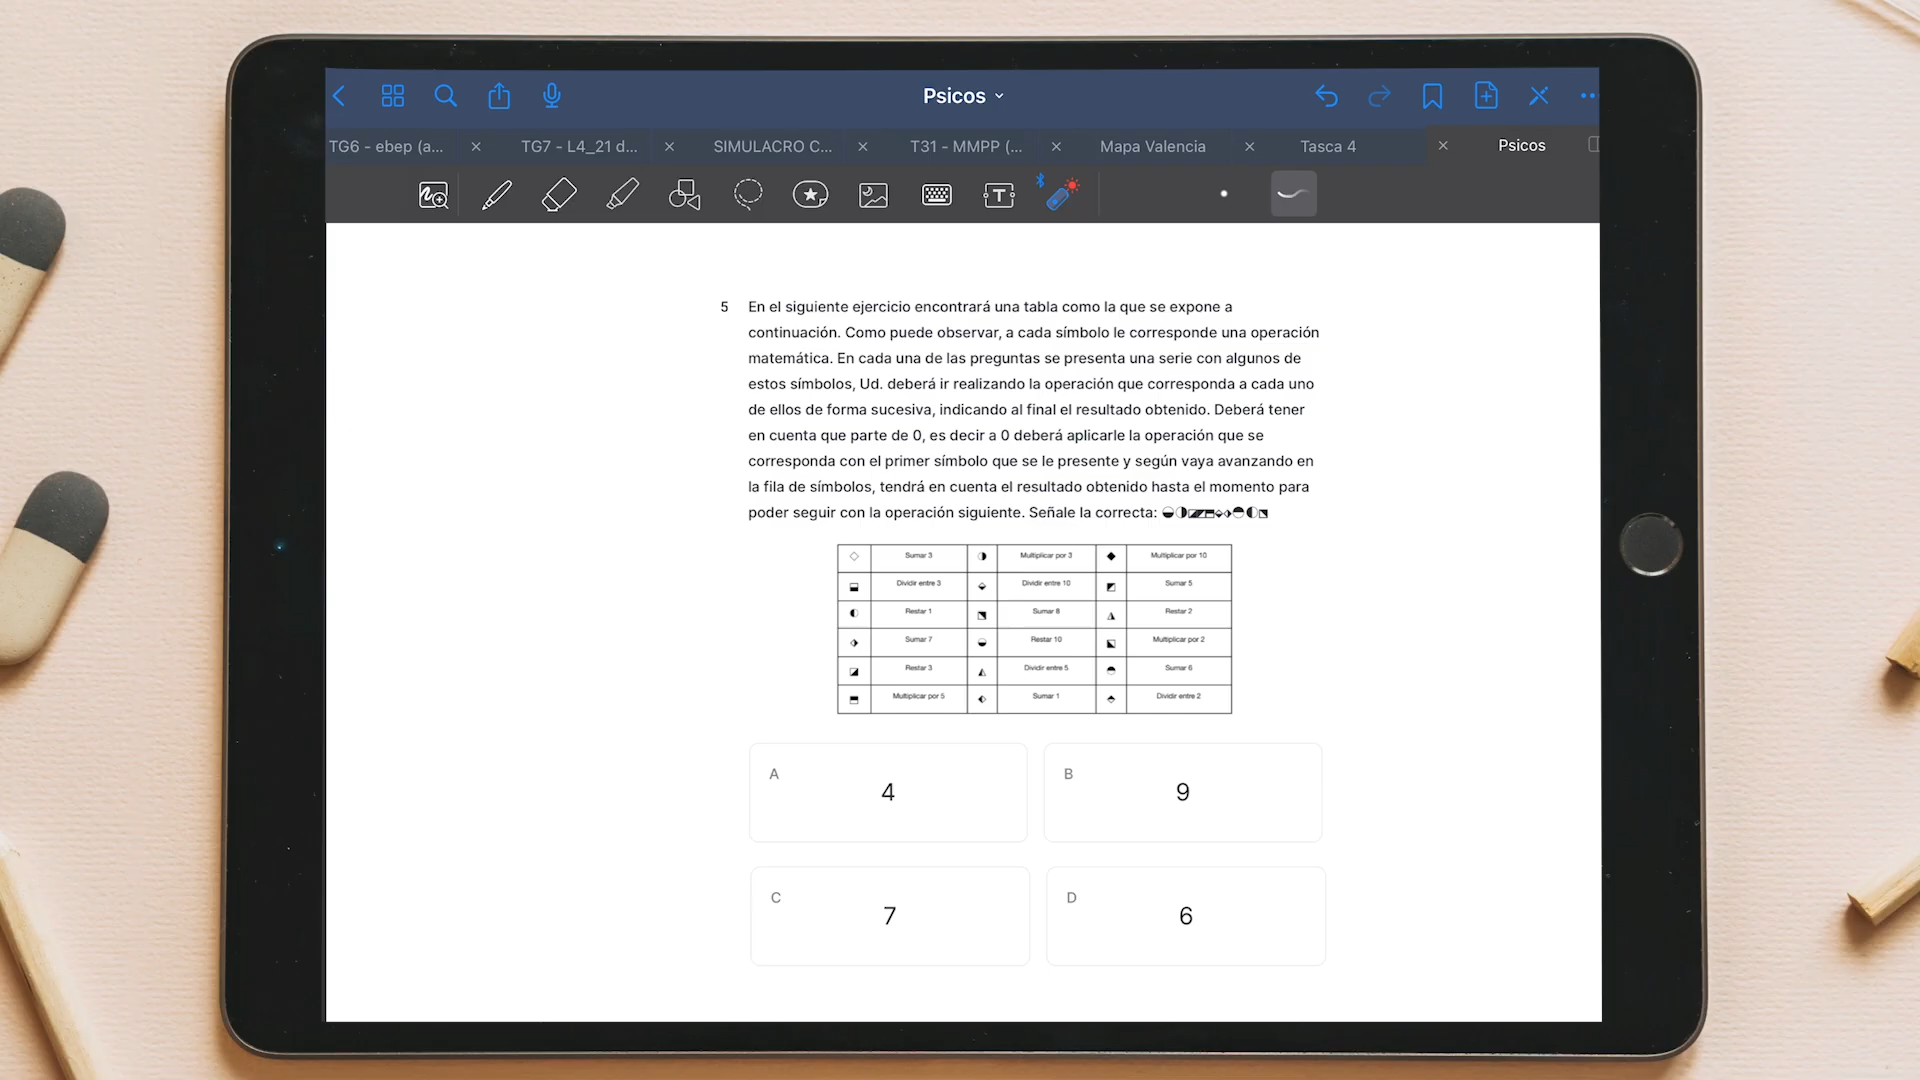 Psicos
TG6 - ebep (a...
TG7 - L4_21 d...
SIMULACRO C...
T31 - MMPP (...
Mapa Valencia
Tasca 4
Psicos
5 En el siguiente ejercicio encontrará una tabla como la que se expone a
continuación. Como puede observar, a cada símbolo le corresponde una operación
matemática. En cada una de las preguntas se presenta una serie con algunos de
estos símbolos, Ud. deberá ir realizando la operación que corresponda a cada uno
de ellos de forma sucesiva, indicando al final el resultado obtenido. Deberá tener
en cuenta que parte de 0, es decir a 0 deberá aplicarle la operación que se
corresponda con el primer símbolo que se le presente y según vaya avanzando en
la fila de símbolos, tendrá en cuenta el resultado obtenido hasta el momento para
poder seguir con la operación siguiente. Señale la correcta:
Sumar 3 Multiplicar por 3 Multiplicar por 10
Dividir entre 3 Dividir entre 10 Sumar 5
Restar 1 Sumar 8 Restar 2
Sumar 7 Restar 10 Multiplicar por 2
Restar 3 Dividir entre 5 Sumar 6
Multiplicar por 5 Sumar 1 Dividir entre 2
A 4
B 9
C 7
D 6